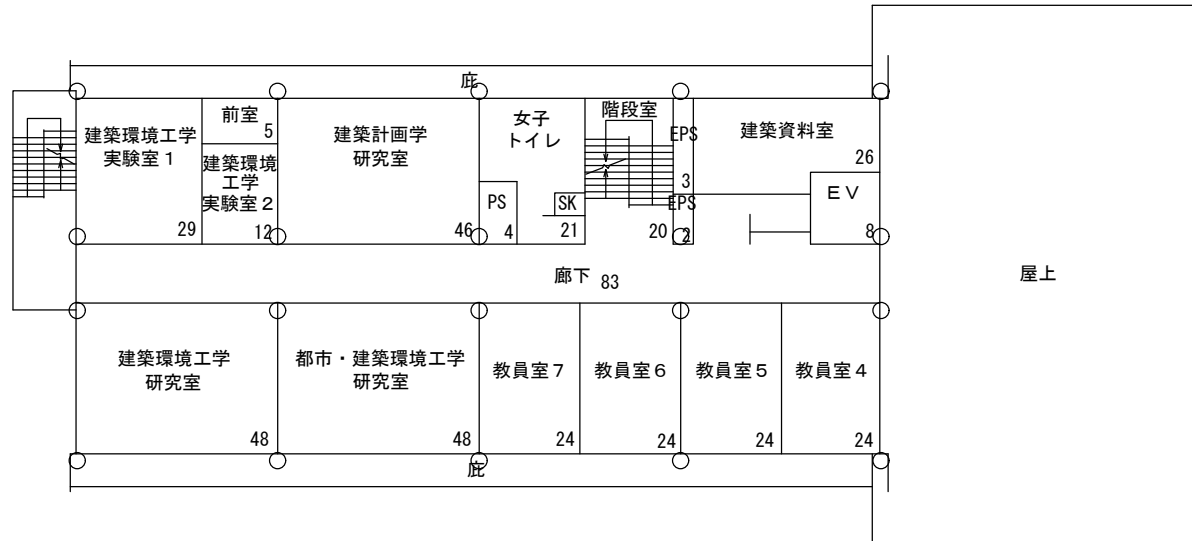 庇
建築環境工学
実験室１
29
前室
5
建築環境
工学
実験室２
12
建築計画学
研究室
46
女子
トイレ
PS
4
SK
21
階段室
20
EPS
3
EPS
2
建築資料室
26
ＥＶ
8
廊下 83
屋上
建築環境工学
研究室
48
都市・建築環境工学
研究室
48
教員室７
24
教員室６
24
教員室５
24
教員室４
24
庇